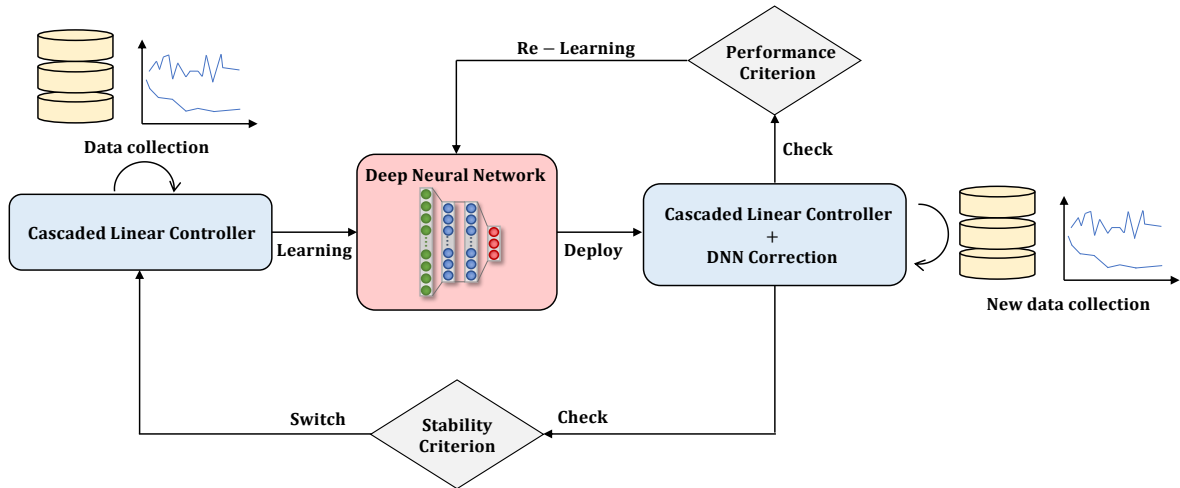 Re – Learning
Performance
Criterion
Data collection
Check
Deep Neural Network
Cascaded Linear Controller
Learning
Deploy
Cascaded Linear Controller
+
DNN Correction
New data collection
Switch
Stability
Criterion
Check